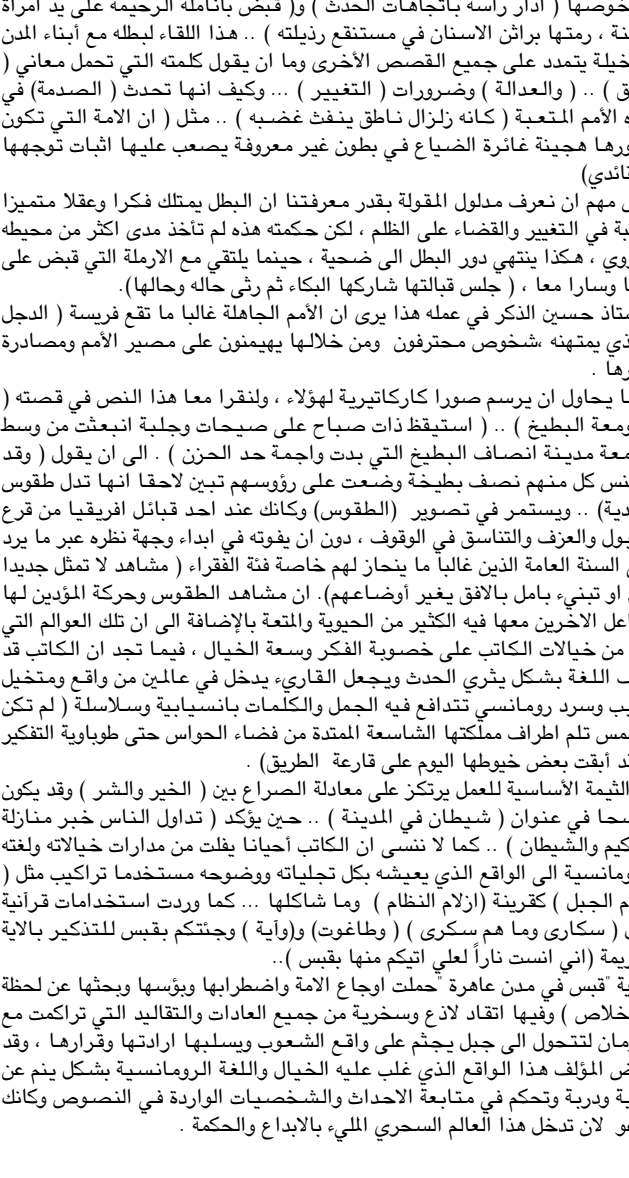 خوصها ( ادار راسه باتجاهات الحدث ) و( قبض بانامله الرحيمة على يد امرأة
نة ، رمتها براثن الاسنان في مستنقع رذيلته ) .. هذا اللقاء لبطله مع أبناء المدن
خيلة يتمدد على جميع القصص الأخرى وما ان يقول كلمته التي تحمل معاني (
ق ) .. ( والعدالة ) وضرورات ( التغيير ) ... وكيف انها تحدث ( الصدمة) في
ه الأمم المتعبة ( كانه زلزال ناطق ينفث غضبه ) .. مثل ( ان الامة التي تكون
ورها هجينة غائرة الضياع في بطون غير معروفة يصعب عليها اثبات توجهها
نائدي)
س مهم ان نعرف مدلول المقولة بقدر معرفتنا ان البطل يمتلك فكرا وعقلا متميزا
بة في التغيير والقضاء على الظلم ، لكن حكمته هذه لم تأخذ مدى اكثر من محيطه
روي ، هكذا ينتهي دور البطل الى ضحية ، حينما يلتقي مع الارملة التي قبض على
ا وسارا معا ، ( جلس قبالتها شاركها البكاء ثم رثى حاله وحالها).
ستاذ حسين الذكر في عمله هذا يرى ان الأمم الجاهلة غالبا ما تقع فريسة ( الدجل
ذي يمتهنه ،شخوص محترفون ومن خلالها يهيمنون على مصير الأمم ومصادرة
رها .
ا يحاول ان يرسم صورا كاركاتيرية لهؤلاء ، ولنقرا معا هذا النص في قصته (
ومعة البطيخ ) .. ( استيقظ ذات صباح على صيحات وجلبة انبعثت من وسط
معة مدينة انصاف البطيخ التي بدت واجمة حد الحزن ) . الى ان يقول ( وقد
نس كل منهم نصف بطيخة وضعت على رؤوسهم تبين لاحقا انها تدل طقوس
دية) .. ويستمر في تصوير (الطقوس) وكانك عند احد قبائل افريقيا من قرع
بول والعزف والتناسق في الوقوف ، دون ان يفوته في ابداء وجهة نظره عبر ما يرد
ى السنة العامة الذين غالباً ما ينحاز لهم خاصة فئة الفقراء ( مشاهد لا تمثل جديدا
ن او تبنيء بامل بالافق يغير أوضاعهم). ان مشاهد الطقوس وحركة المؤدين لها
اعل الاخرين معها فيه الكثير من الحيوية والمتعة بالإضافة الى ان تلك العوالم التي
من خيالات الكاتب على خصوبة الفكر وسعة الخيال ، فيما تجد ان الكاتب قد
ف اللغة بشكل يثري الحدث ويجعل القاريء يدخل في عالمين من واقع ومتخيل
يب وسرد رومانسي تتدافع فيه الجمل والكلمات بانسيابية وسلاسلة ( لم تكن
مس تلم اطراف مملكتها الشاسعة الممتدة من فضاء الحواس حتى طوباوية التفكير
ند أبقت بعض خيوطها اليوم على قارعة الطريق) .
الثيمة الأساسية للعمل يرتكز على معادلة الصراع بين ( الخير والشر ) وقد يكون
سحا في عنوان ( شيطان في المدينة ) .. حين يؤكد ( تداول الناس خبر منازلة
كيم والشيطان ) .. كما لا ننسى ان الكاتب أحيانا يفلت من مدارات خيالاته ولغته
ومانسية الى الواقع الذي يعيشه بكل تجلياته ووضوحه مستخدما تراكيب مثل (
م الجبل ) كقرينة (ازلام النظام ) وما شاكلها ... كما وردت استخدامات قرآنية
ل ( سكارى وما هم سكرى ) ( وطاغوت) و(وآية ) وجئتكم بقبس للتذكير بالاية
ريمة (اني انست ناراً لعلي اتيكم منها بقبس )..
ية "قبس في مدن عاهرة" حملت اوجاع الامة واضطرابها وبؤسها وبحثها عن لحظة
خلاص ) وفيها اتقاد لاذع وسخرية من جميع العادات والتقاليد التي تراكمت مع
مان لتتحول الى جبل يجثم على واقع الشعوب ويسلبها ارادتها وقرارها ، وقد
ض المؤلف هذا الواقع الذي غلب عليه الخيال واللغة الرومانسية بشكل ينم عن
ية ودربة وتحكم في متابعة الاحداث والشخصيات الواردة في النصوص وكانك
هو لان تدخل هذا العالم السحري المليء بالابداع والحكمة .